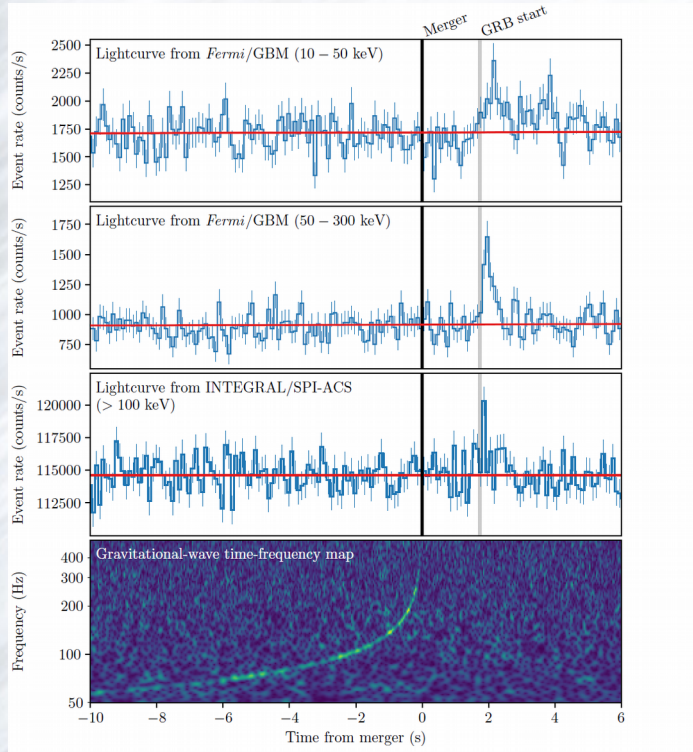 Merger
GRB start
Lightcurve from Fermi/GBM (10 − 50 keV)
Event rate (counts/s)
2500
2250
2000
1750
1500
1250
Lightcurve from Fermi/GBM (50 − 300 keV)
Event rate (counts/s)
1750
1500
1250
1000
750
Lightcurve from INTEGRAL/SPI-ACS
(> 100 keV)
Event rate (counts/s)
120000
117500
115000
112500
Gravitational-wave time-frequency map
Frequency (Hz)
400
300
200
100
50
−10 −8 −6 −4 −2 0 2 4 6
Time from merger (s)